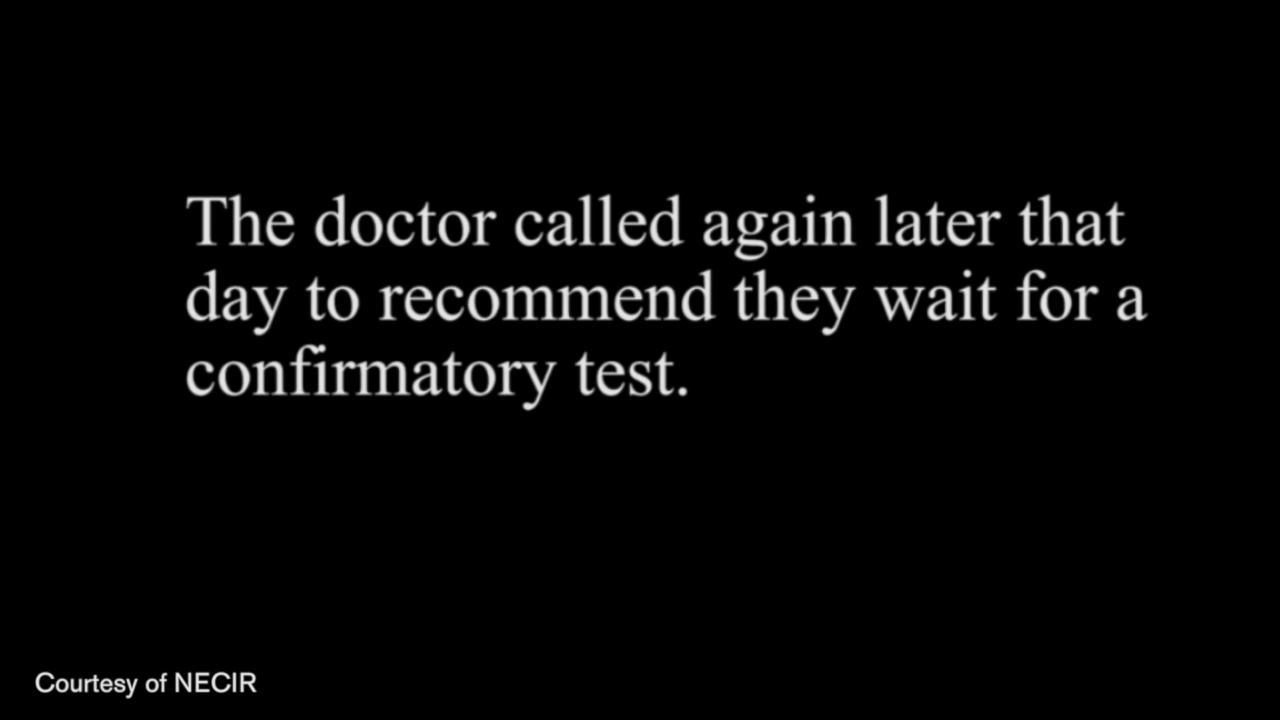 The doctor called again later that
day to recommend they wait for a
confirmatory test.
Courtesy of NECIR